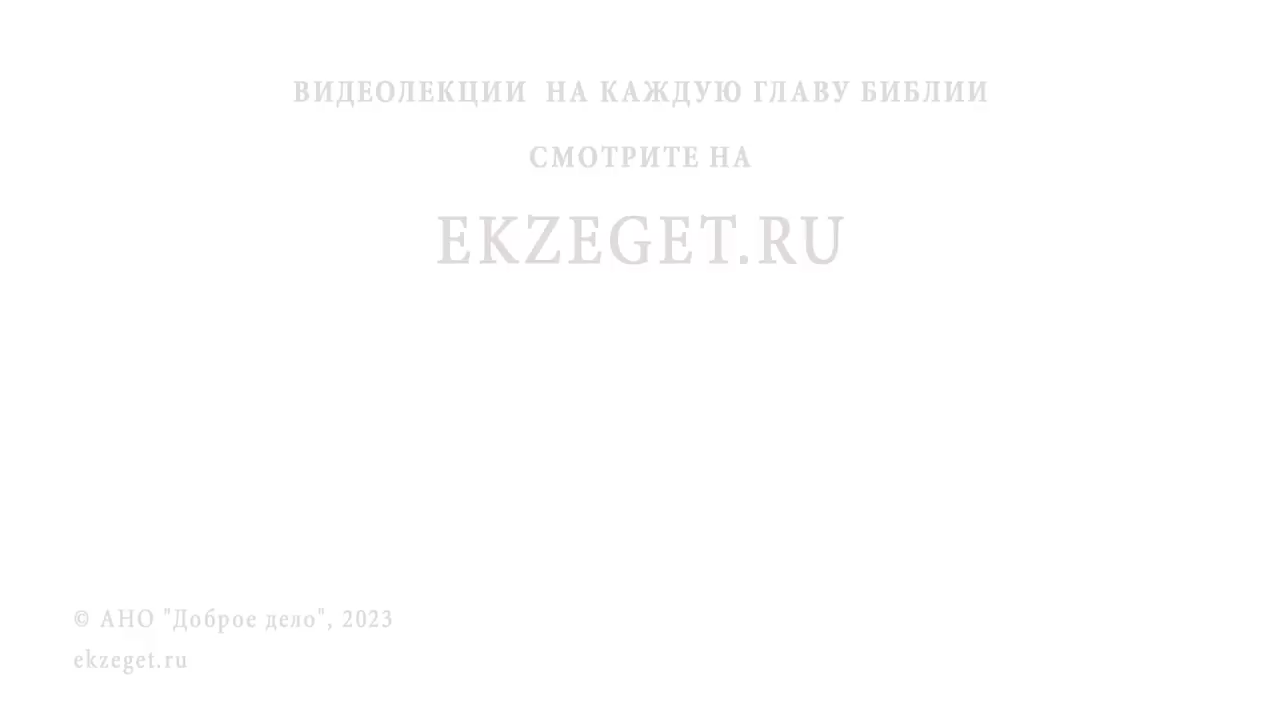 ВИДЕОЛЕКЦИИ НА КАЖДУЮ ГЛАВУ БИБЛИИ
СМОТРИТЕ НА
EKZEGET.RU
© АНО "Доброе дело", 2023
ekzeget.ru